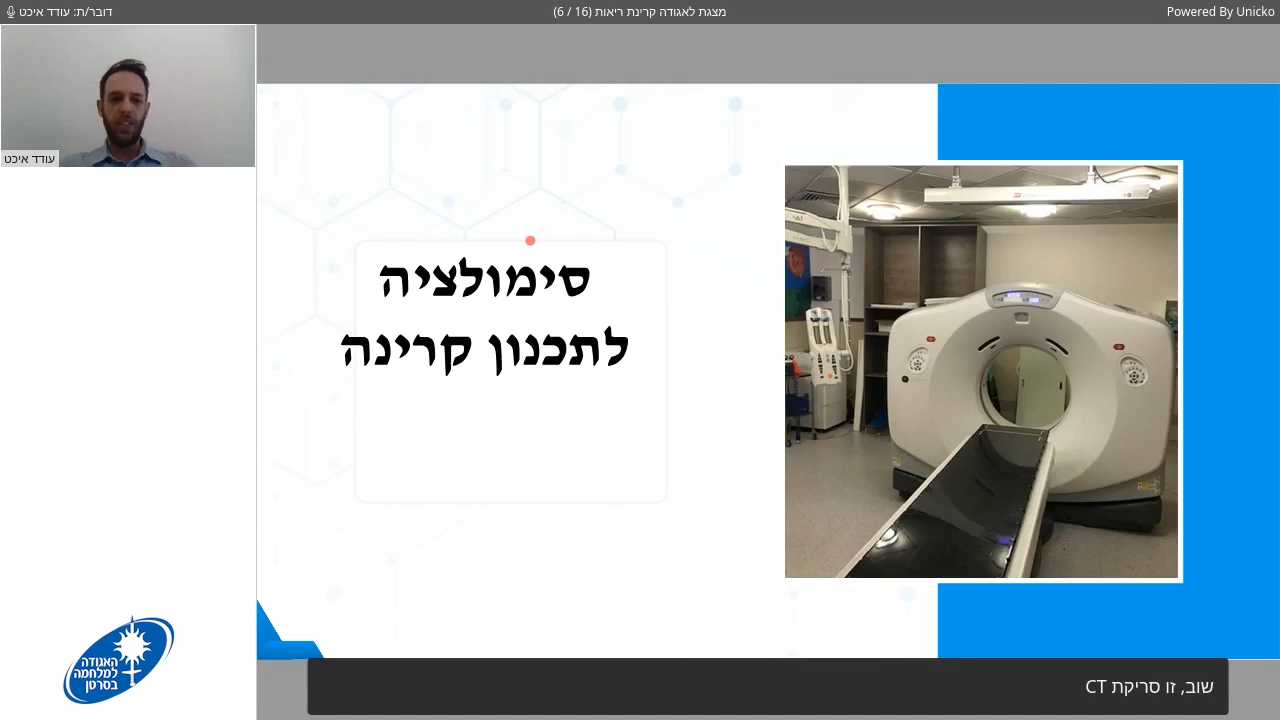 דובר/ת: עודד איכט
מצגת לאגודה קרינת ריאות (16 / 6)
Powered By Unicko
עודד איכט
סימולציה
לתכנון קרינה
האגודה
למלחמה
בסרטן
שוב, זו סריקת CT